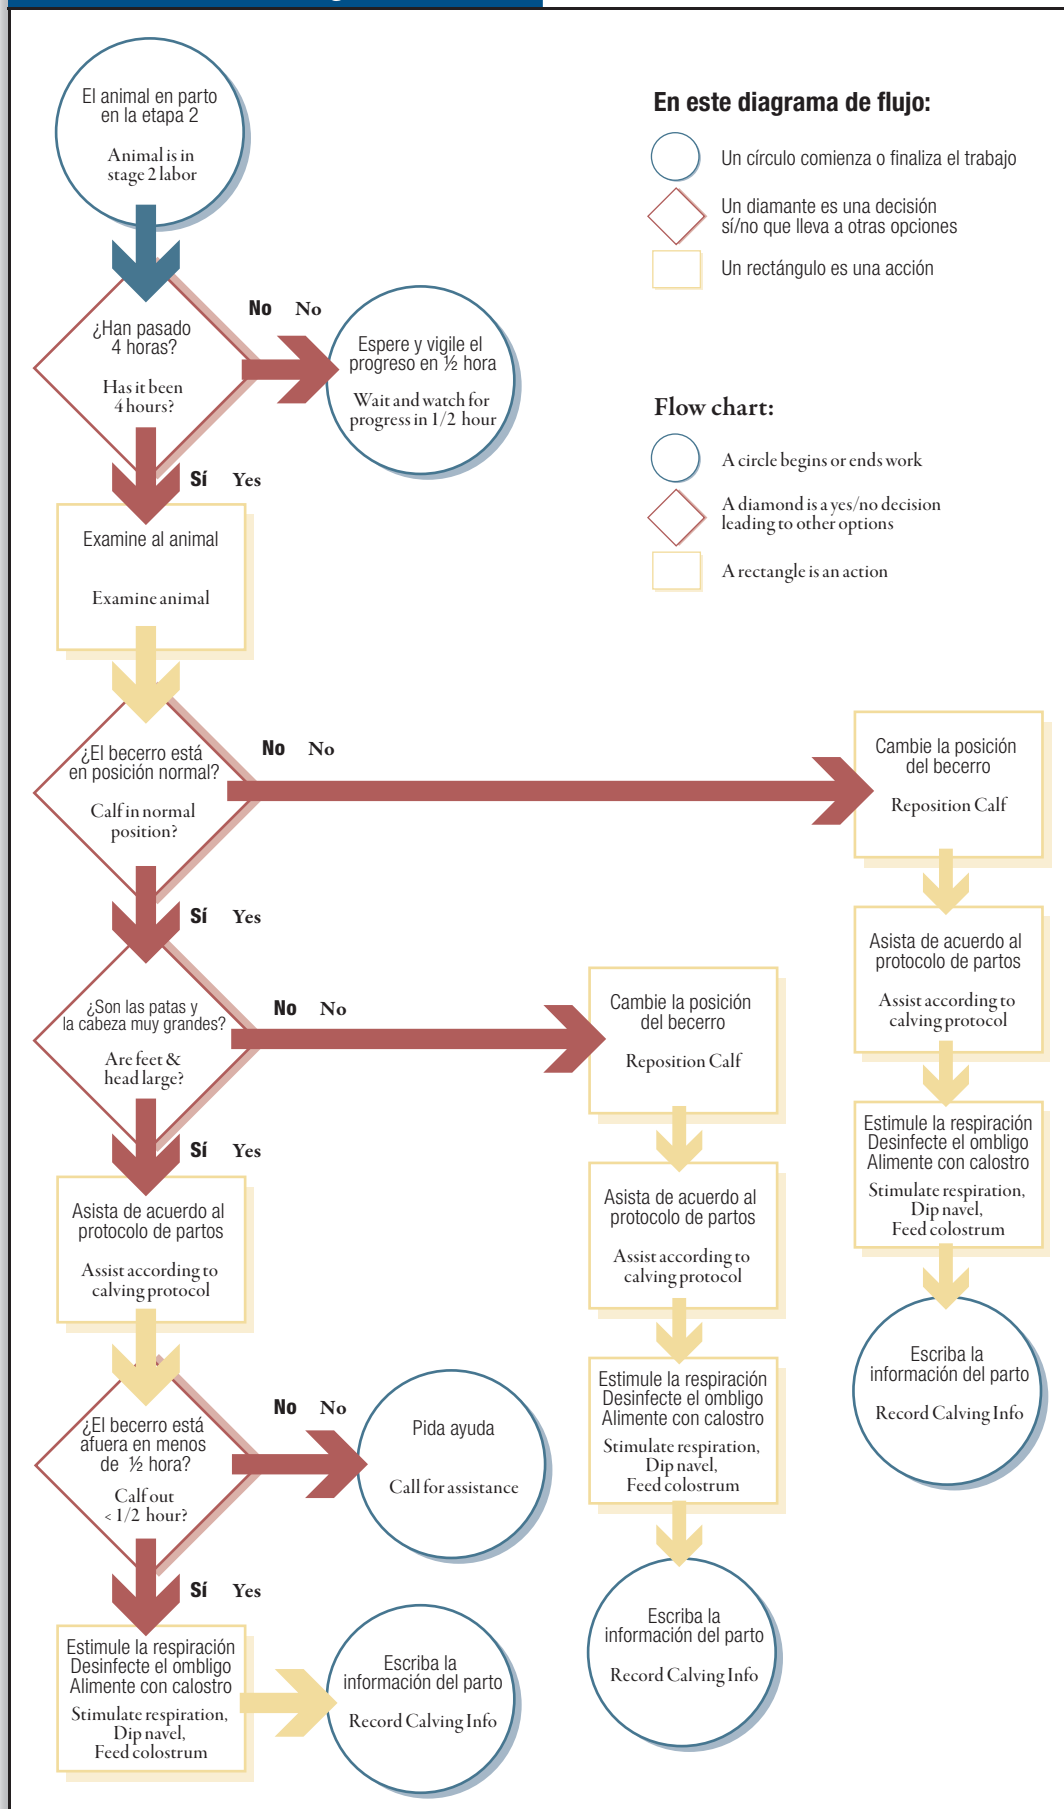 El animal en parto
en la etapa 2
Animal is in
stage 2 labor
En este diagrama de flujo:
Un círculo comienza o finaliza el trabajo
Un diamante es una decisión
sí/no que lleva a otras opciones
Un rectángulo es una acción
¿Han pasado
4 horas?
Has it been
4 hours?
No No
Espere y vigile el
progreso en ½ hora
Wait and watch for
progress in 1/2 hour
Flow chart:
A circle begins or ends work
A diamond is a yes/no decision
leading to other options
A rectangle is an action
Sí Yes
Examine al animal
Examine animal
¿El becerro está
en posición normal?
Calf in normal
position?
No No
Cambie la posición
del becerro
Reposition Calf
Asista de acuerdo al
protocolo de partos
Assist according to
calving protocol
Estimule la respiración
Desinfecte el ombligo
Alimente con calostro
Stimulate respiration,
Dip navel,
Feed colostrum
Escriba la
información del parto
Record Calving Info
Sí Yes
¿Son las patas y
la cabeza muy grandes?
Are feet &
head large?
No No
Cambie la posición
del becerro
Reposition Calf
Asista de acuerdo al
protocolo de partos
Assist according to
calving protocol
Estimule la respiración
Desinfecte el ombligo
Alimente con calostro
Stimulate respiration,
Dip navel,
Feed colostrum
Escriba la
información del parto
Record Calving Info
Sí Yes
Asista de acuerdo al
protocolo de partos
Assist according to
calving protocol
¿El becerro está
afuera en menos
de ½ hora?
Calf out
< 1/2 hour?
No No
Pida ayuda
Call for assistance
Sí Yes
Estimule la respiración
Desinfecte el ombligo
Alimente con calostro
Stimulate respiration,
Dip navel,
Feed colostrum
Escriba la
información del parto
Record Calving Info